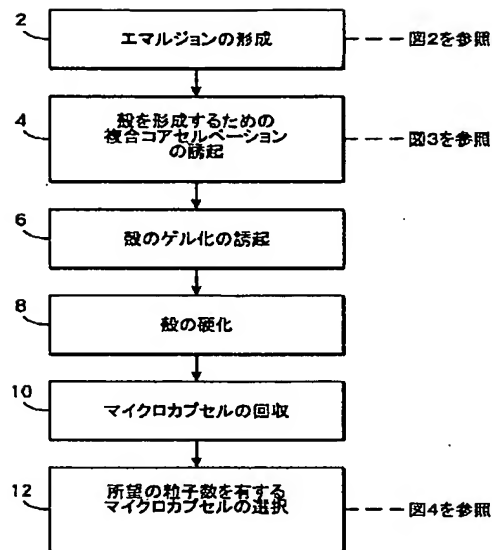 2
エマルジョンの形成
図2を参照
4
殻を形成するための
複合コアセルベーション
の誘起
図3を参照
6
殻のゲル化の誘起
8
殻の硬化
10
マイクロカプセルの回収
12
所望の粒子数を有する
マイクロカプセルの選択
図4を参照